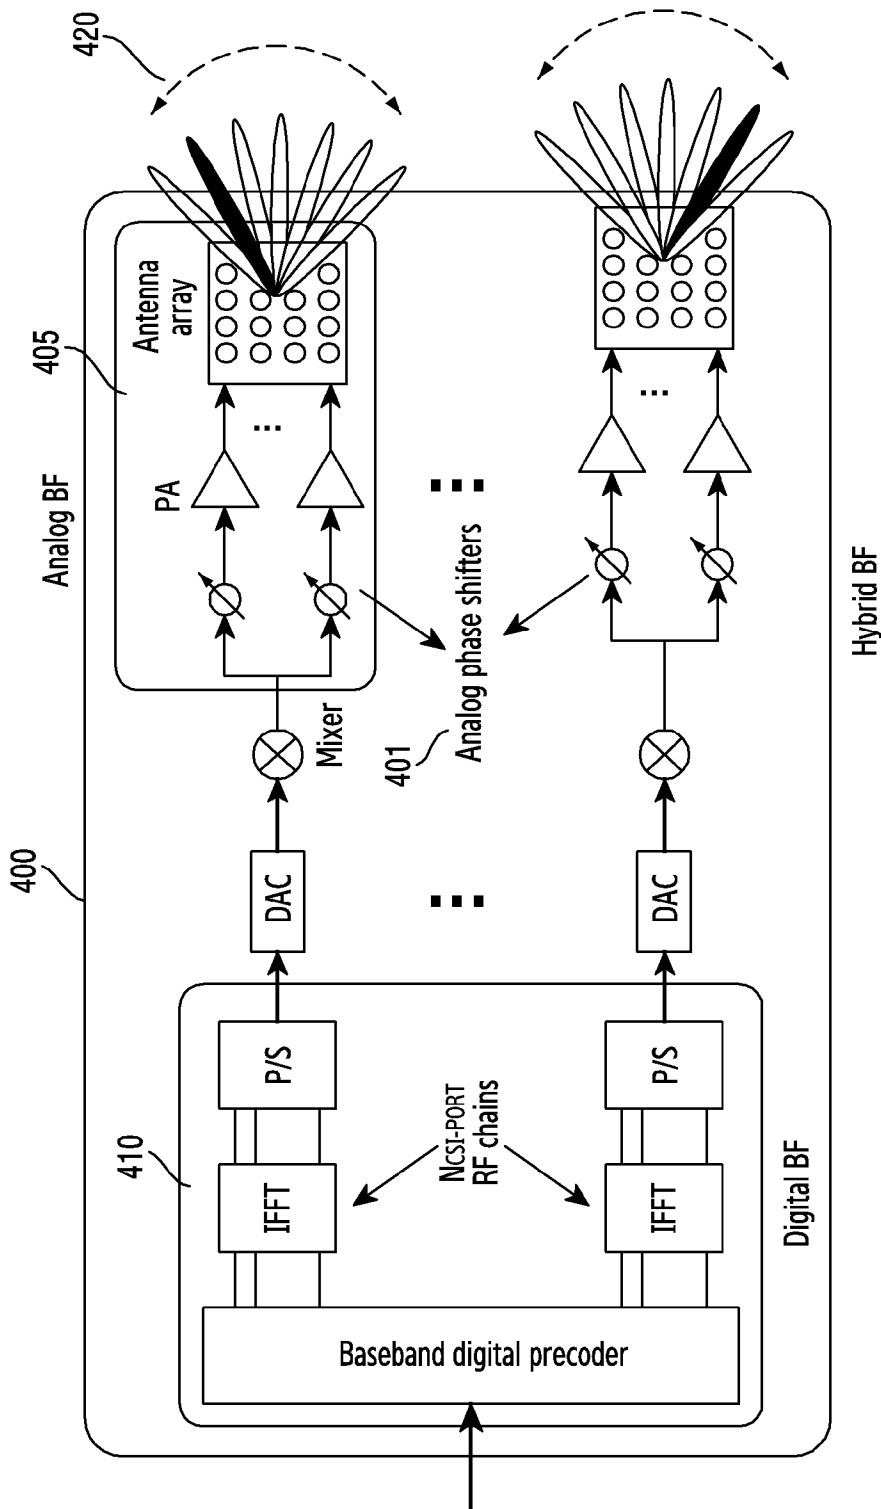 400
Analog BF
405
420
410
Baseband digital precoder
IFFT
P/S
DAC
Mixer
PA
Antenna
array
...
NCSI-PORT
RF chains
...
401
Analog phase shifters
...
IFFT
P/S
DAC
...
Digital BF
Hybrid BF